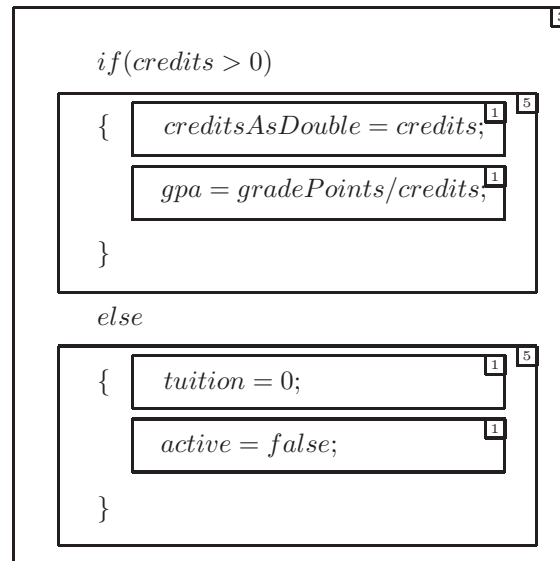 if(credits > 0)
5
{ creditsAsDouble = credits; 1
gpa = gradePoints/credits; 1
}
else
5
{ tuition = 0; 1
active = false; 1
}